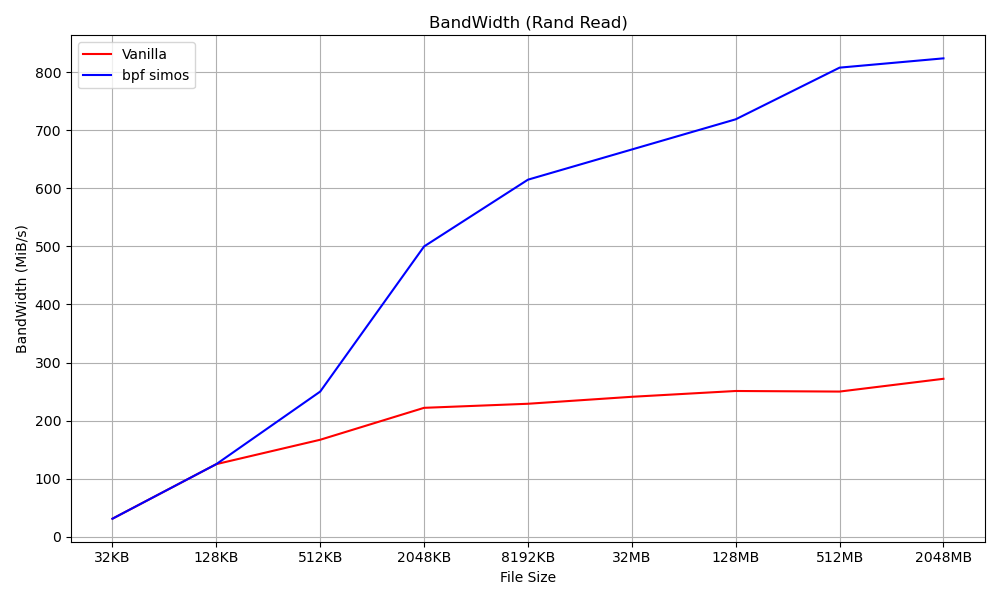 BandWidth (Rand Read)
Vanilla
bpf simos
BandWidth (MiB/s)
800
700
600
500
400
300
200
100
0
32KB 128KB 512KB 2048KB 8192KB 32MB 128MB 512MB 2048MB
File Size